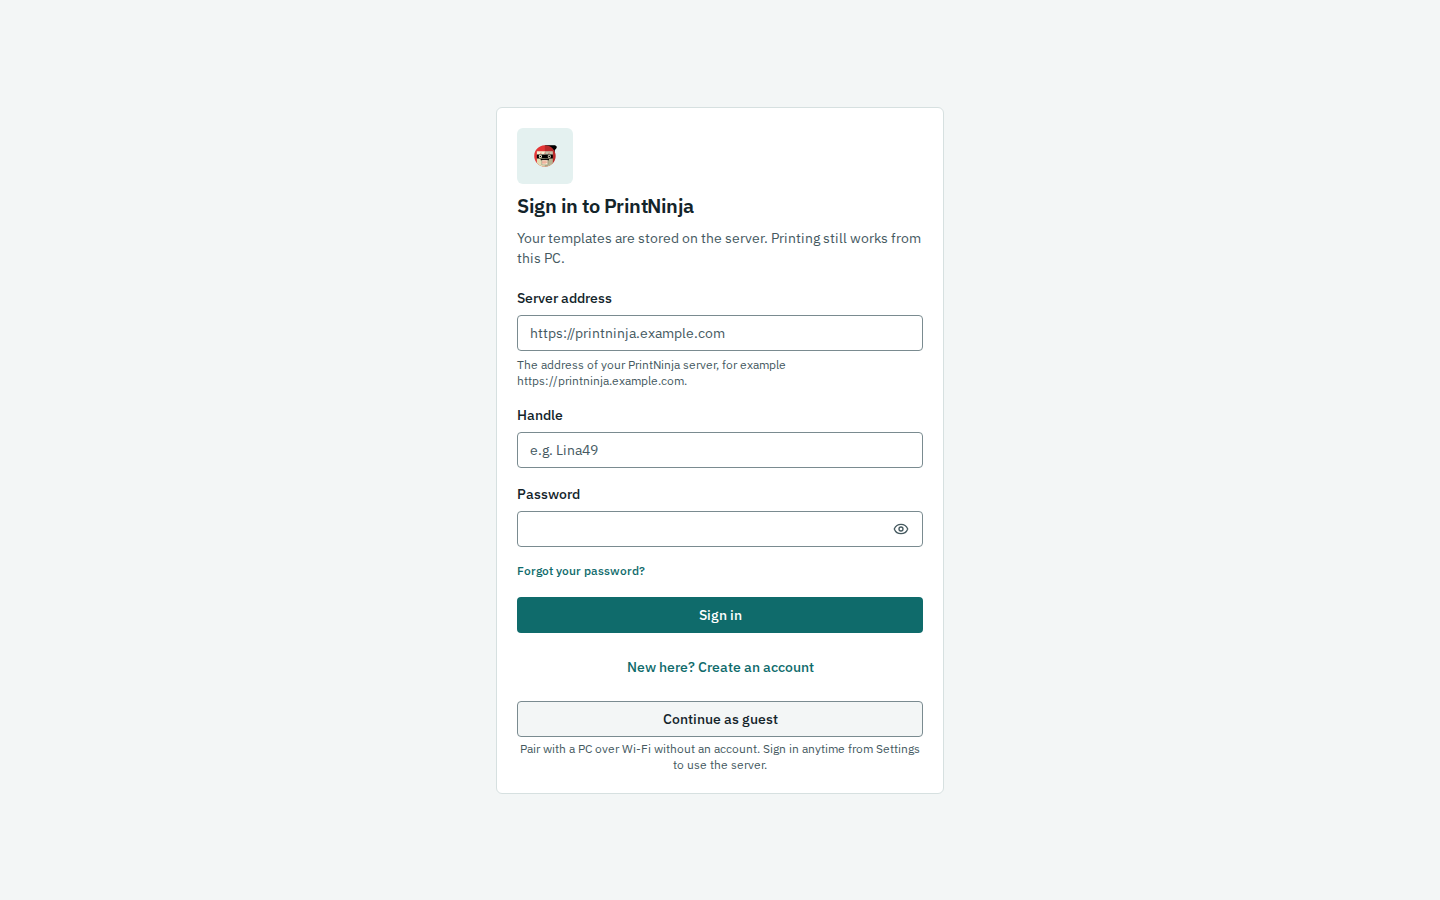 Sign in to PrintNinja
Your templates are stored on the server. Printing still works from
this PC.
Server address
https://printninja.example.com
The address of your PrintNinja server, for example
https://printninja.example.com.
Handle
e.g. Lina49
Password
Forgot your password?
Sign in
New here? Create an account
Continue as guest
Pair with a PC over Wi-Fi without an account. Sign in anytime from Settings
to use the server.